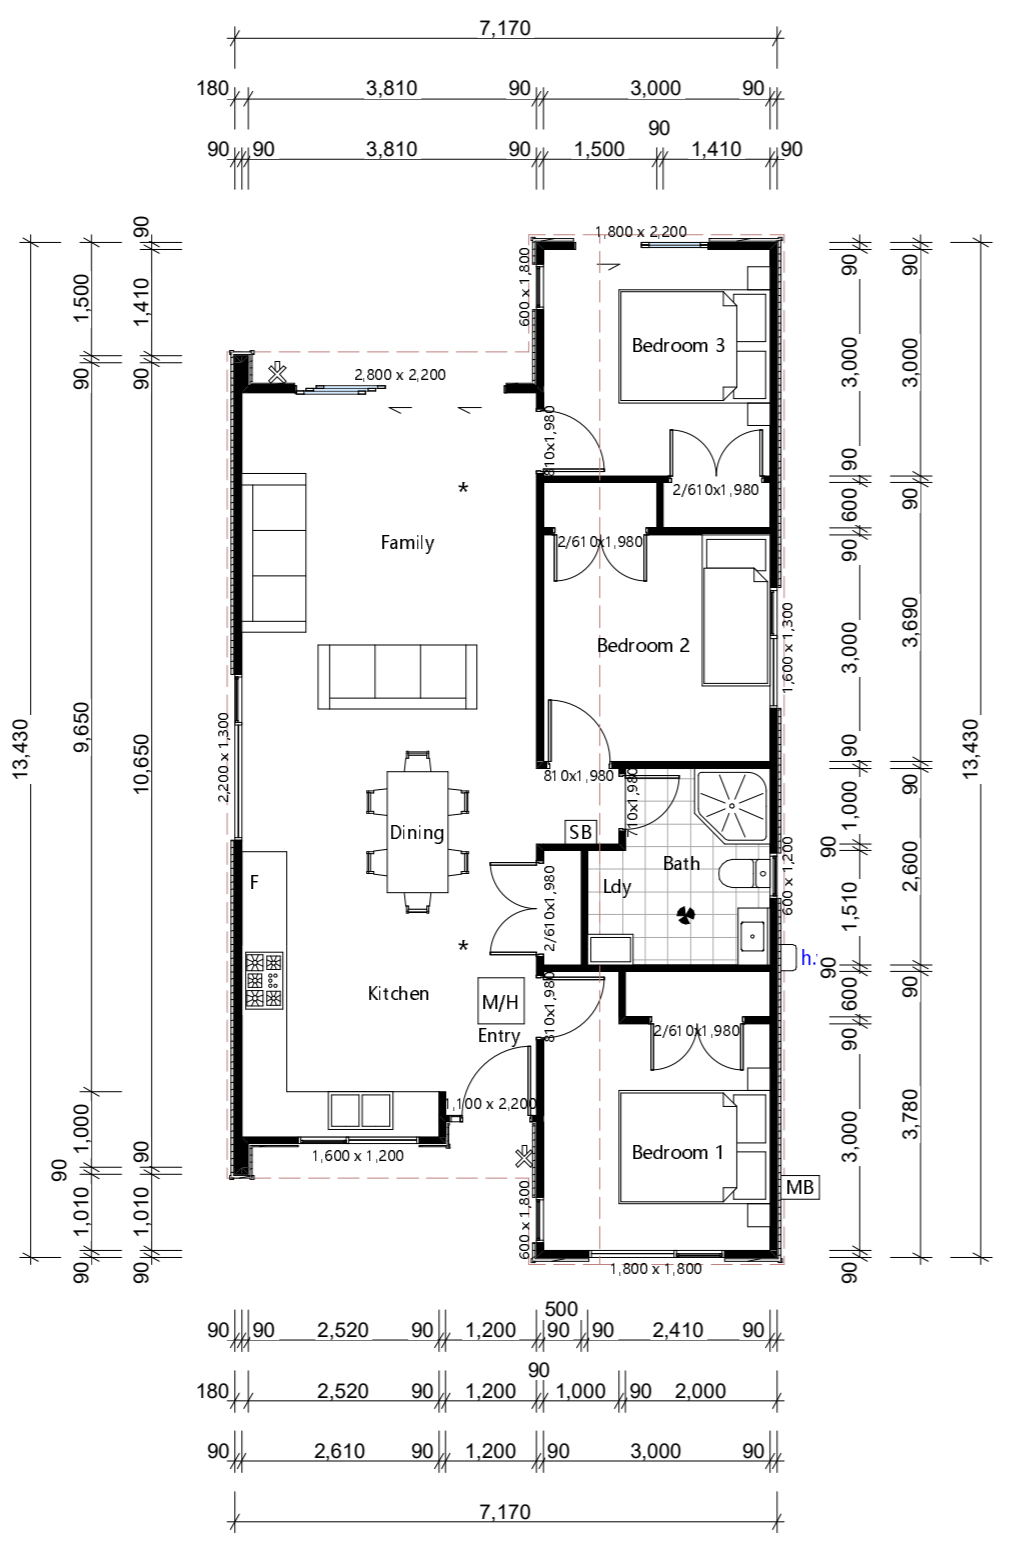 7,170
180 3,810 90 3,000 90
90
90 90 3,810 90 1,500 1,410 90
1,800 x 2,200
600 x 1,800
Bedroom 3
2,800 x 2,200
810x1,980
2/610x1,980
*
Family
2/610x1,980
Bedroom 2
1,600 x 1,300
2,200 x 1,300
810x1,980
710x1,980
Dining
SB
Bath
600 x 1,200
F
Ldy
2/610x1,980
*
Kitchen
M/H
Entry
810x1,980
2/610x1,980
1,100 x 2,200
1,600 x 1,200
Bedroom 1
MB
600 x 1,800
1,800 x 1,800
13,430
1,500
90
9,650
1,000
90
1,010
90
90
1,410
90
10,650
90
1,010
90
90
3,000
90
600
90
3,000
90
1,000
90
1,510
90
600
90
3,000
90
90
3,000
90
3,690
90
2,600
90
3,780
13,430
500
90 90 2,520 90 1,200 90 90 2,410 90
90
180 2,520 90 1,200 1,000 90 2,000
90 2,610 90 1,200 90 3,000 90
7,170